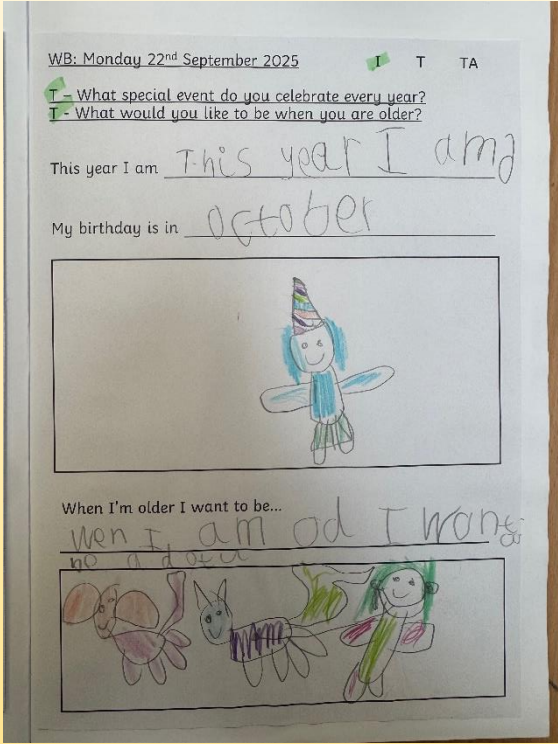 WB: Monday 22nd September 2025 I T TA
T – What special event do you celebrate every year?
T - What would you like to be when you are older?
This year I am This year I am
My birthday is in October
When I'm older I want to be...
wen I am od I won